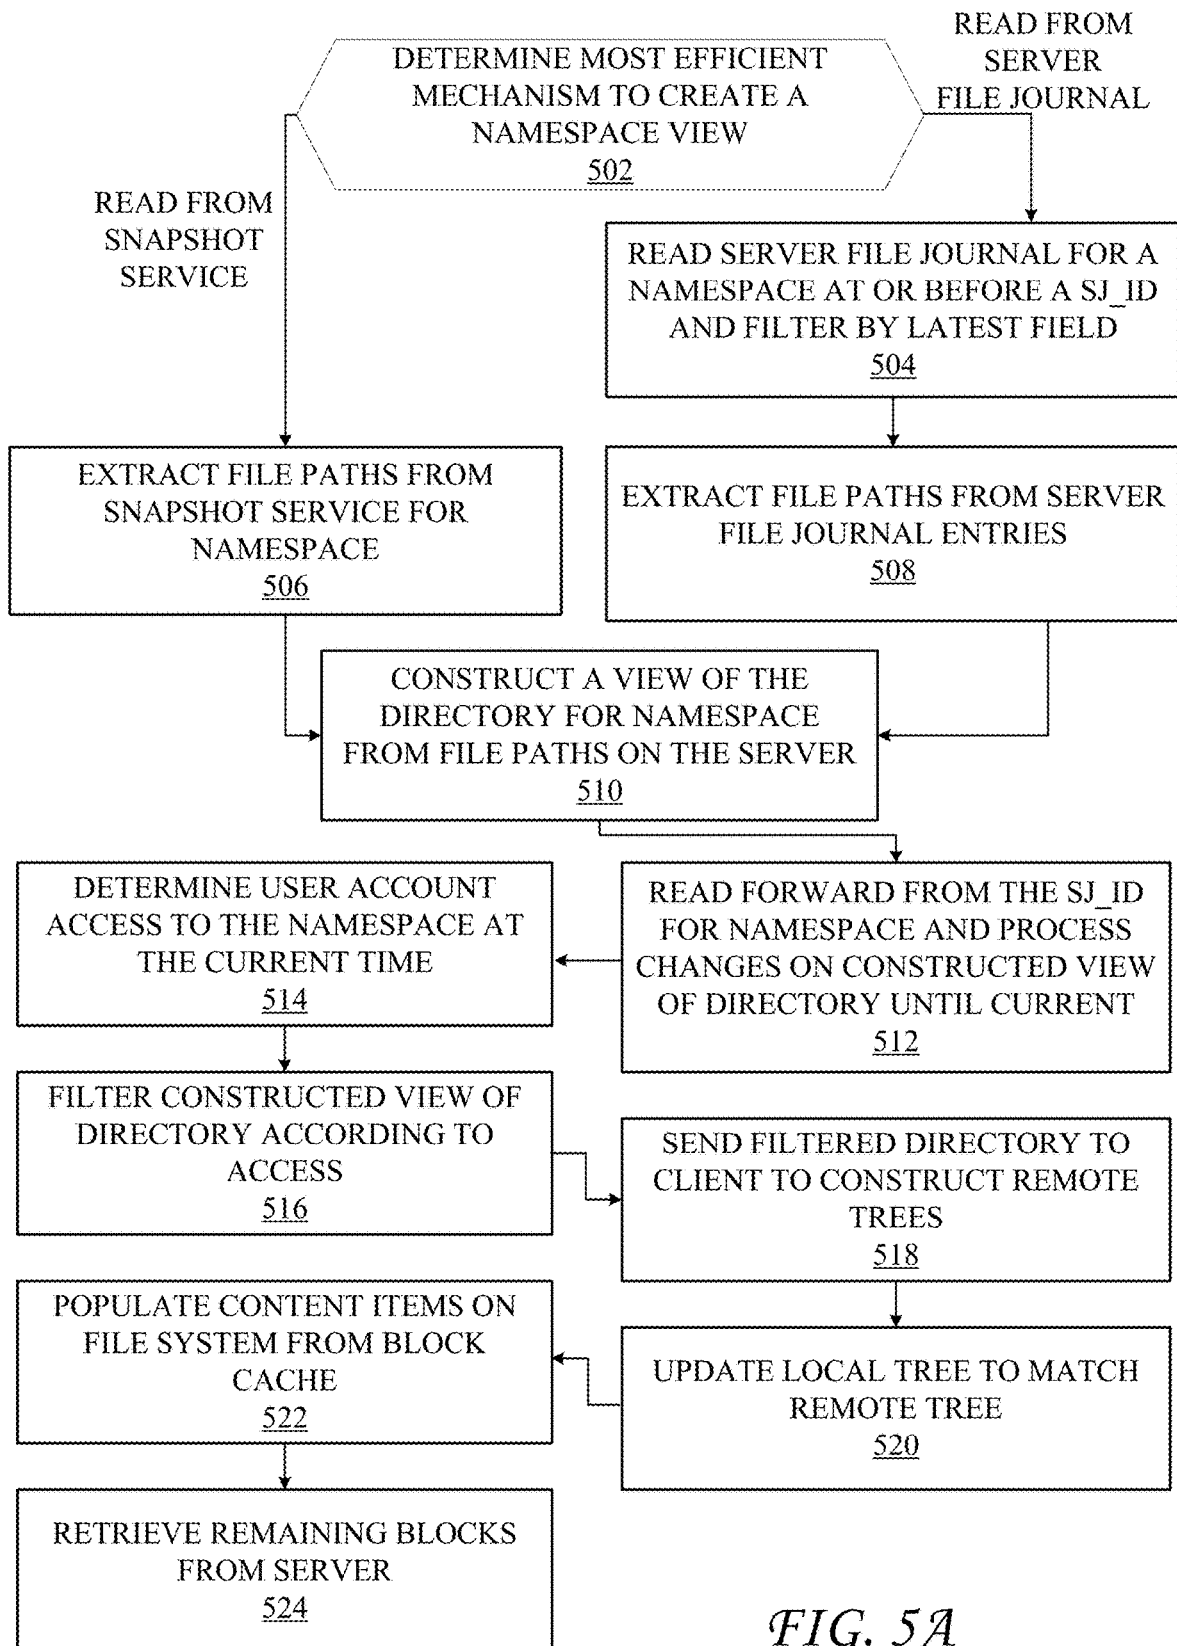 DETERMINE MOST EFFICIENT
MECHANISM TO CREATE A
NAMESPACE VIEW
502
READ FROM
SERVER
FILE JOURNAL
READ FROM
SNAPSHOT
SERVICE
READ SERVER FILE JOURNAL FOR A
NAMESPACE AT OR BEFORE A SJ_ID
AND FILTER BY LATEST FIELD
504
EXTRACT FILE PATHS FROM
SNAPSHOT SERVICE FOR
NAMESPACE
506
EXTRACT FILE PATHS FROM SERVER
FILE JOURNAL ENTRIES
508
CONSTRUCT A VIEW OF THE
DIRECTORY FOR NAMESPACE
FROM FILE PATHS ON THE SERVER
510
READ FORWARD FROM THE SJ_ID
FOR NAMESPACE AND PROCESS
CHANGES ON CONSTRUCTED VIEW
OF DIRECTORY UNTIL CURRENT
512
DETERMINE USER ACCOUNT
ACCESS TO THE NAMESPACE AT
THE CURRENT TIME
514
FILTER CONSTRUCTED VIEW OF
DIRECTORY ACCORDING TO
ACCESS
516
SEND FILTERED DIRECTORY TO
CLIENT TO CONSTRUCT REMOTE
TREES
518
UPDATE LOCAL TREE TO MATCH
REMOTE TREE
520
POPULATE CONTENT ITEMS ON
FILE SYSTEM FROM BLOCK
CACHE
522
RETRIEVE REMAINING BLOCKS
FROM SERVER
524
FIG. 5A